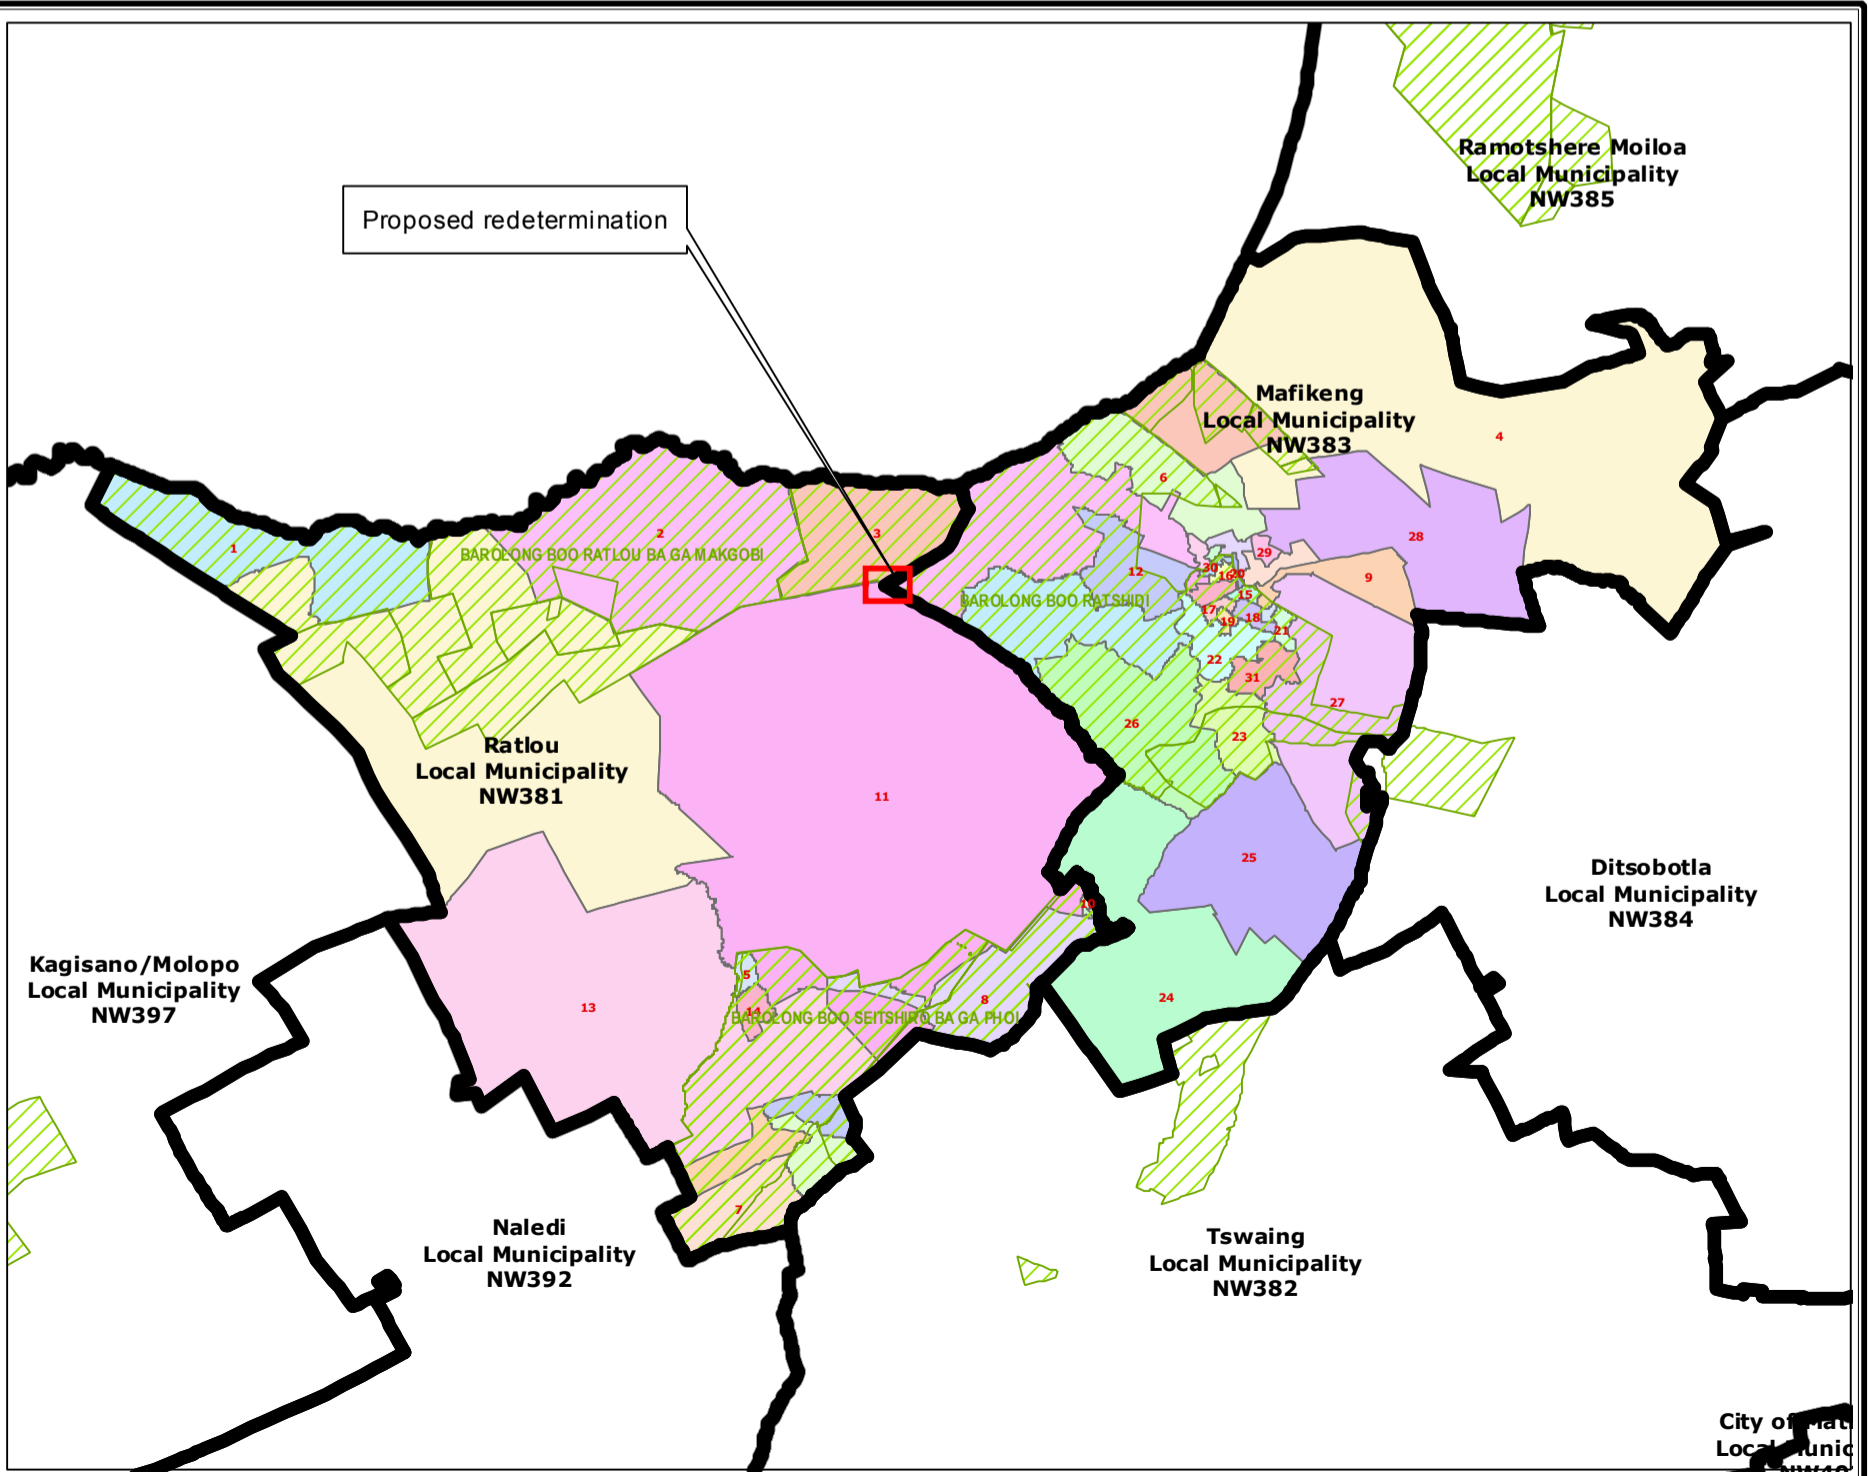 Ramotshere Moiloa
Local Municipality
NW385
Proposed redetermination
Mafikeng
Local Municipality
NW383
4
6
3
2
1
BAROLONG BOO RATLOU BA GA MAKGOBI
28
29
30
16
20
9
12
15
BAROLONG BOO RATSHIDI
17
18
19
21
22
31
27
26
23
Ratlou
Local Municipality
NW381
11
25
Ditsobotla
Local Municipality
NW384
10
Kagisano/Molopo
Local Municipality
NW397
5
13
14
8
24
BAROLONG BOO SEITSHIRO BA GA PHOI
7
Naledi
Local Municipality
NW392
Tswaing
Local Municipality
NW382
City of
Local